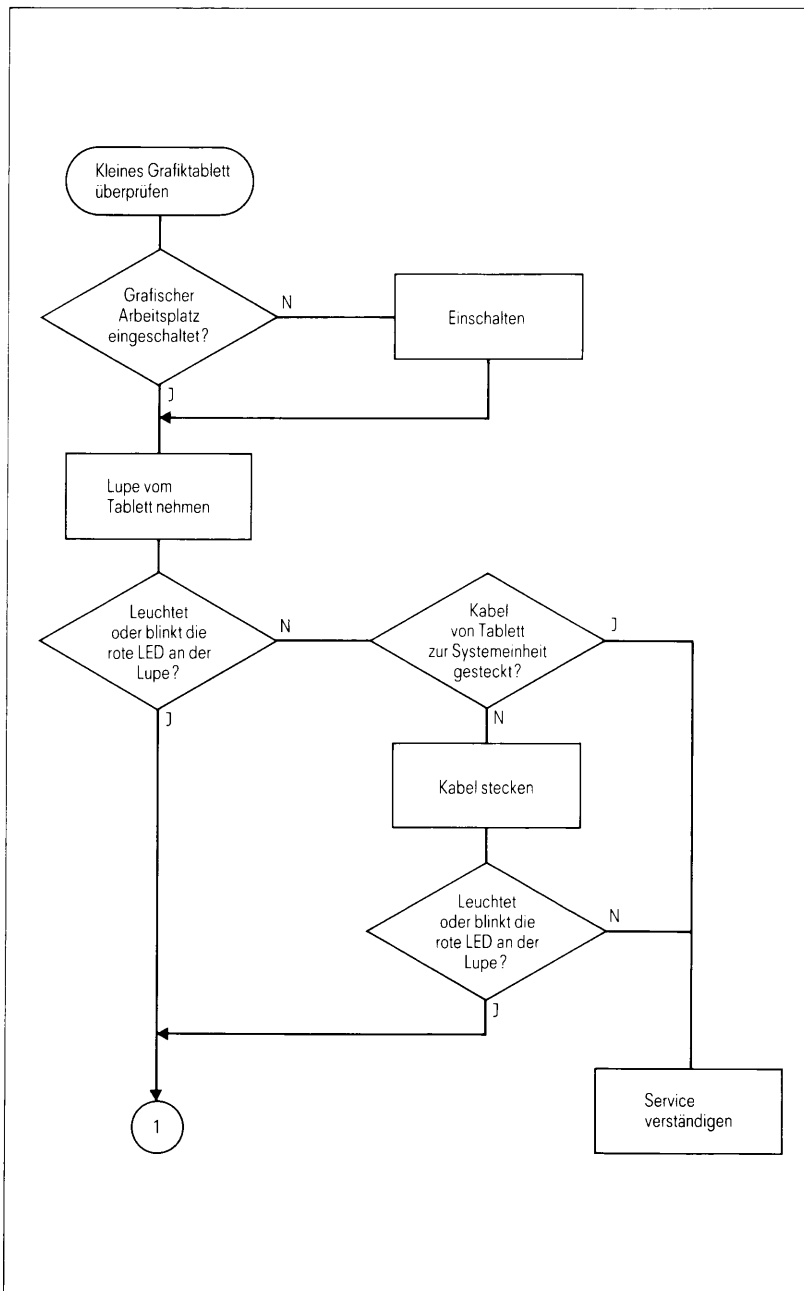 Kleines Grafiktablett
überprüfen
Grafischer
Arbeitsplatz
eingeschaltet?
N
Einschalten
J
Lupe vom
Tablett nehmen
Leuchtet
oder blinkt die
rote LED an der
Lupe?
N
J
Kabel
von Tablett
zur Systemeinheit
gesteckt?
J
N
Kabel stecken
Leuchtet
oder blinkt die
rote LED an der
Lupe?
N
J
1
Service
verständigen